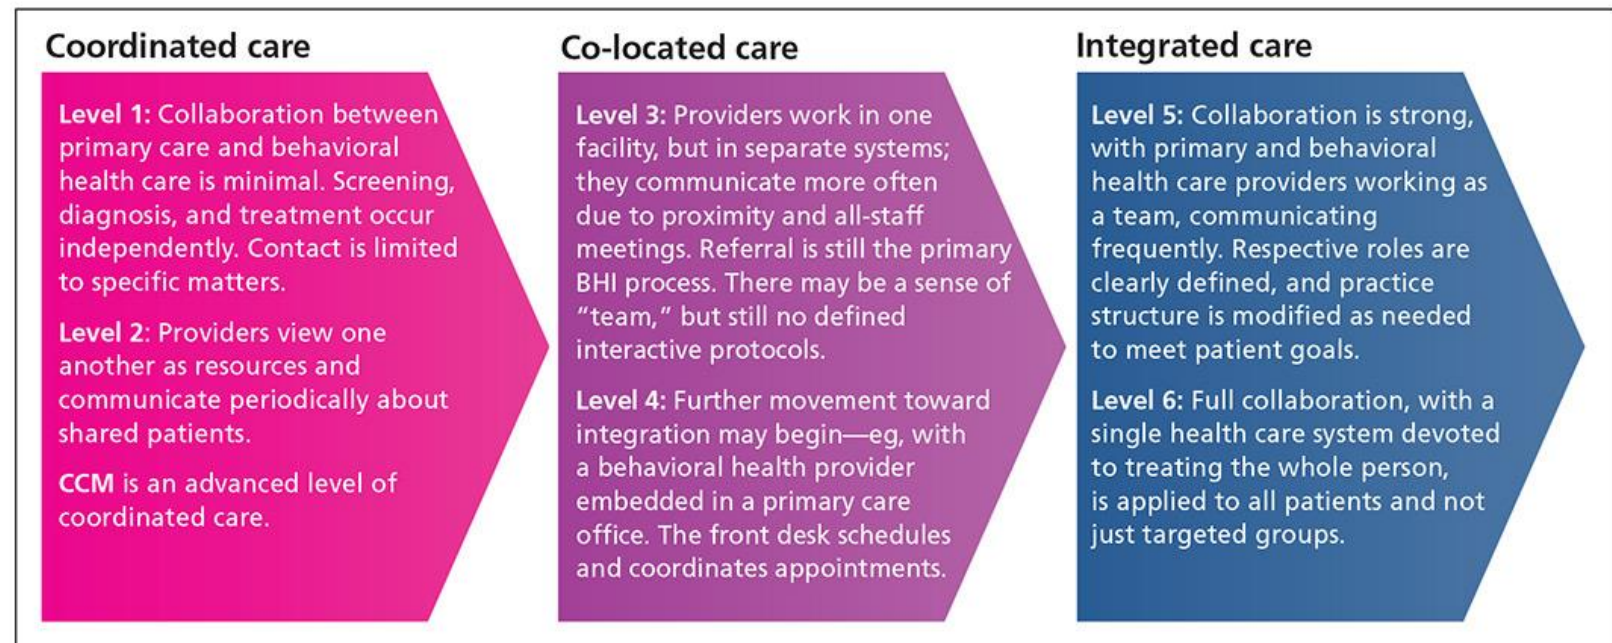 Coordinated care
Level 1: Collaboration between
primary care and behavioral
health care is minimal. Screening,
diagnosis, and treatment occur
independently. Contact is limited
to specific matters.
Level 2: Providers view one
another as resources and
communicate periodically about
shared patients.
CCM is an advanced level of
coordinated care.
Co-located care
Level 3: Providers work in one
facility, but in separate systems;
they communicate more often
due to proximity and all-staff
meetings. Referral is still the primary
BHI process. There may be a sense of
“team,” but still no defined
interactive protocols.
Level 4: Further movement toward
integration may begin—eg, with
a behavioral health provider
embedded in a primary care
office. The front desk schedules
and coordinates appointments.
Integrated care
Level 5: Collaboration is strong,
with primary and behavioral
health care providers working as
a team, communicating
frequently. Respective roles are
clearly defined, and practice
structure is modified as needed
to meet patient goals.
Level 6: Full collaboration, with a
single health care system devoted
to treating the whole person,
is applied to all patients and not
just targeted groups.